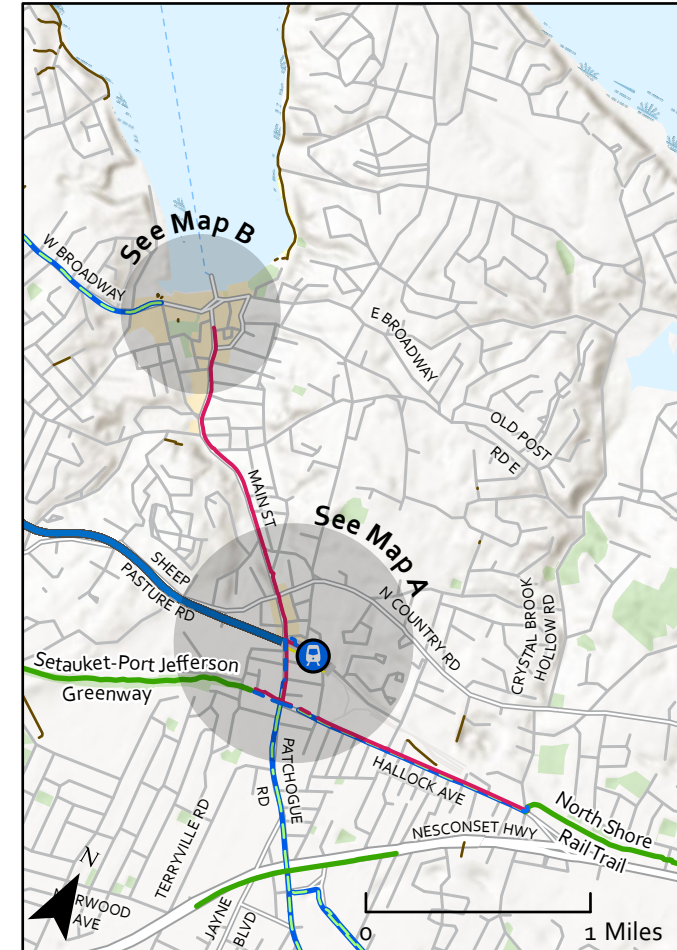 See Map B
W BROADWAY
E BROADWAY
OLD POST
RD E
MAIN ST
See Map A
SHEEP
PASTURE RD
N COUNTRY RD
CRYSTAL BROOK
HOLLOW RD
Setauket-Port Jefferson
Greenway
PATCHOGUE
RD
HALLOCK AVE
North Shore
Rail-Trail
NESCONSET HWY
TERRYVILLE RD
JAYNE
BLVD
N
AVE
0
1 Miles